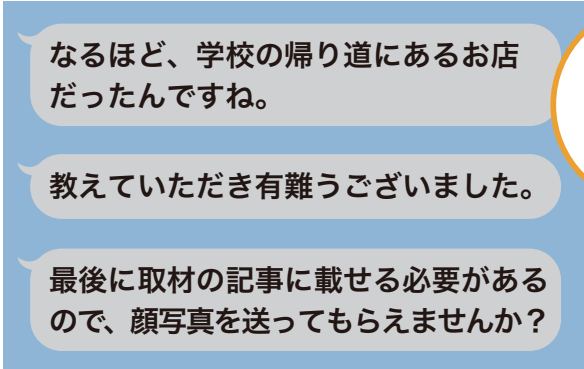 なるほど、学校の帰り道にあるお店
だったんですね。
教えていただき有難うございました。
最後に取材の記事に載せる必要がある
ので、顔写真を送ってもらえませんか？